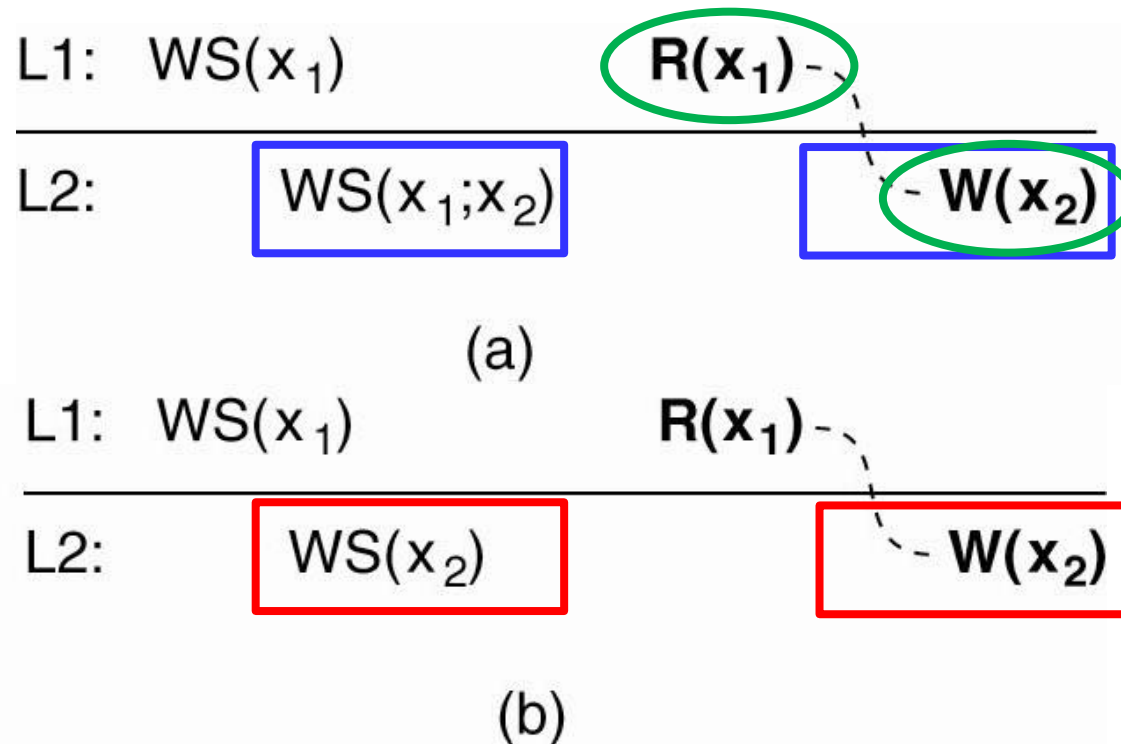 L1: WS(x₁) R(x₁)
L2: WS(x₁;x₂) W(x₂)
(a)
L1: WS(x₁) R(x₁)
L2: WS(x₂) W(x₂)
(b)